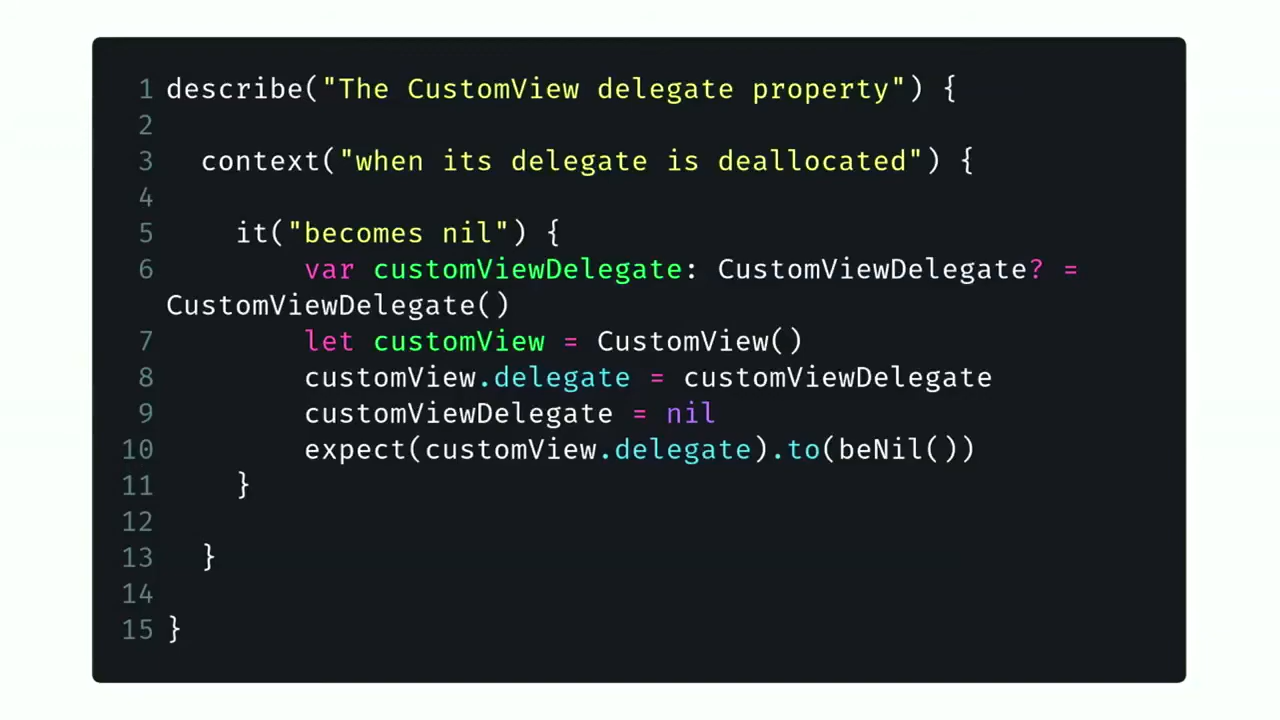 1 describe("The CustomView delegate property") {
2
3 context("when its delegate is deallocated") {
4
5 it("becomes nil") {
6 var customViewDelegate: CustomViewDelegate? =
CustomViewDelegate()
7 let customView = CustomView()
8 customView.delegate = customViewDelegate
9 customViewDelegate = nil
10 expect(customView.delegate).to(beNil())
11 }
12
13 }
14
15 }